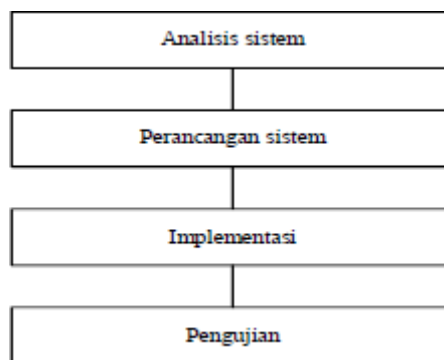 Analisis sistem
Perancangan sistem
Implementasi
Pengujian